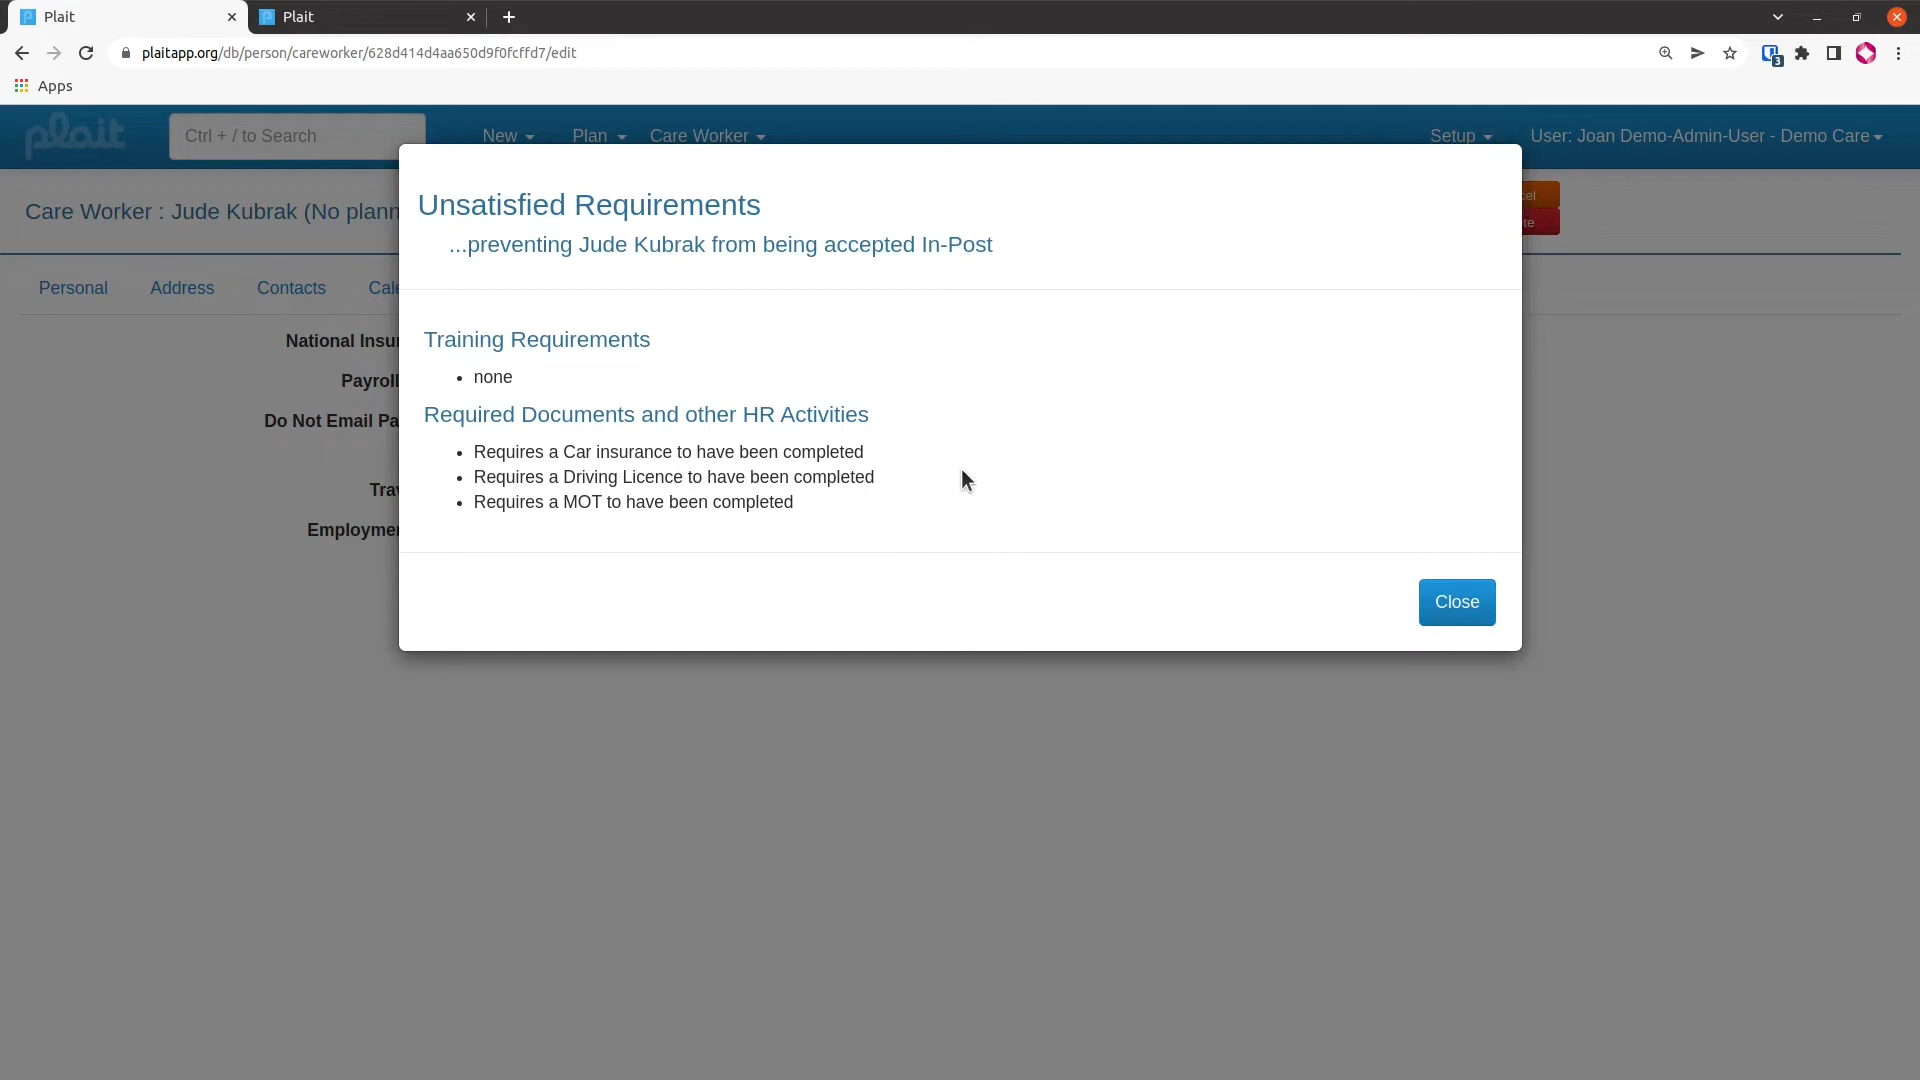 Plait
Plait
plaitapp.org/db/person/careworker/628d414d4aa650d9f0fcffd7/edit
3
Apps
plait
Ctrl + / to Search
New
Plan
Care Worker
Setup
User: Joan Demo-Admin-User - Demo Care
Care Worker : Jude Kubrak (No plann
cel
te
Personal
Address
Contacts
Cale
National Insur
Payroll
Do Not Email Pa
Trav
Employmen
Unsatisfied Requirements
...preventing Jude Kubrak from being accepted In-Post
Training Requirements
• none
Required Documents and other HR Activities
• Requires a Car insurance to have been completed
• Requires a Driving Licence to have been completed
• Requires a MOT to have been completed
Close